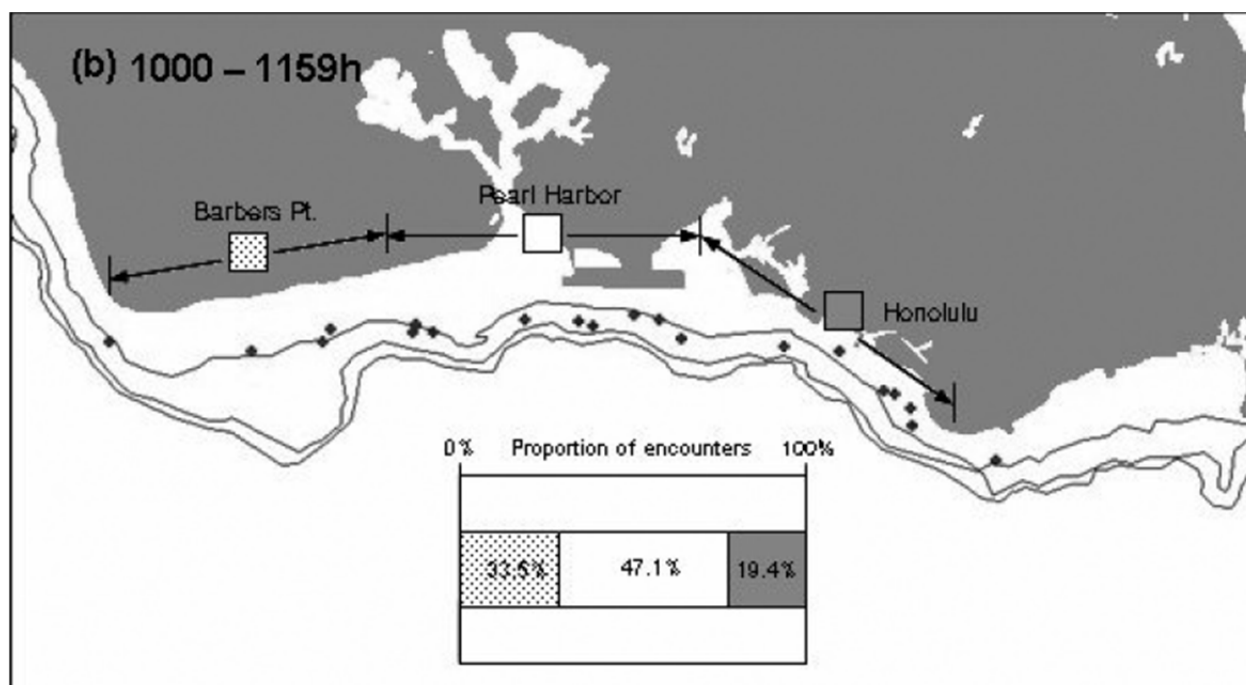 (b) 1000 – 1159h
Pearl Harbor
Barbers Pt.
Honolulu
0% Proportion of encounters 100%
33.5% 47.1% 19.4%